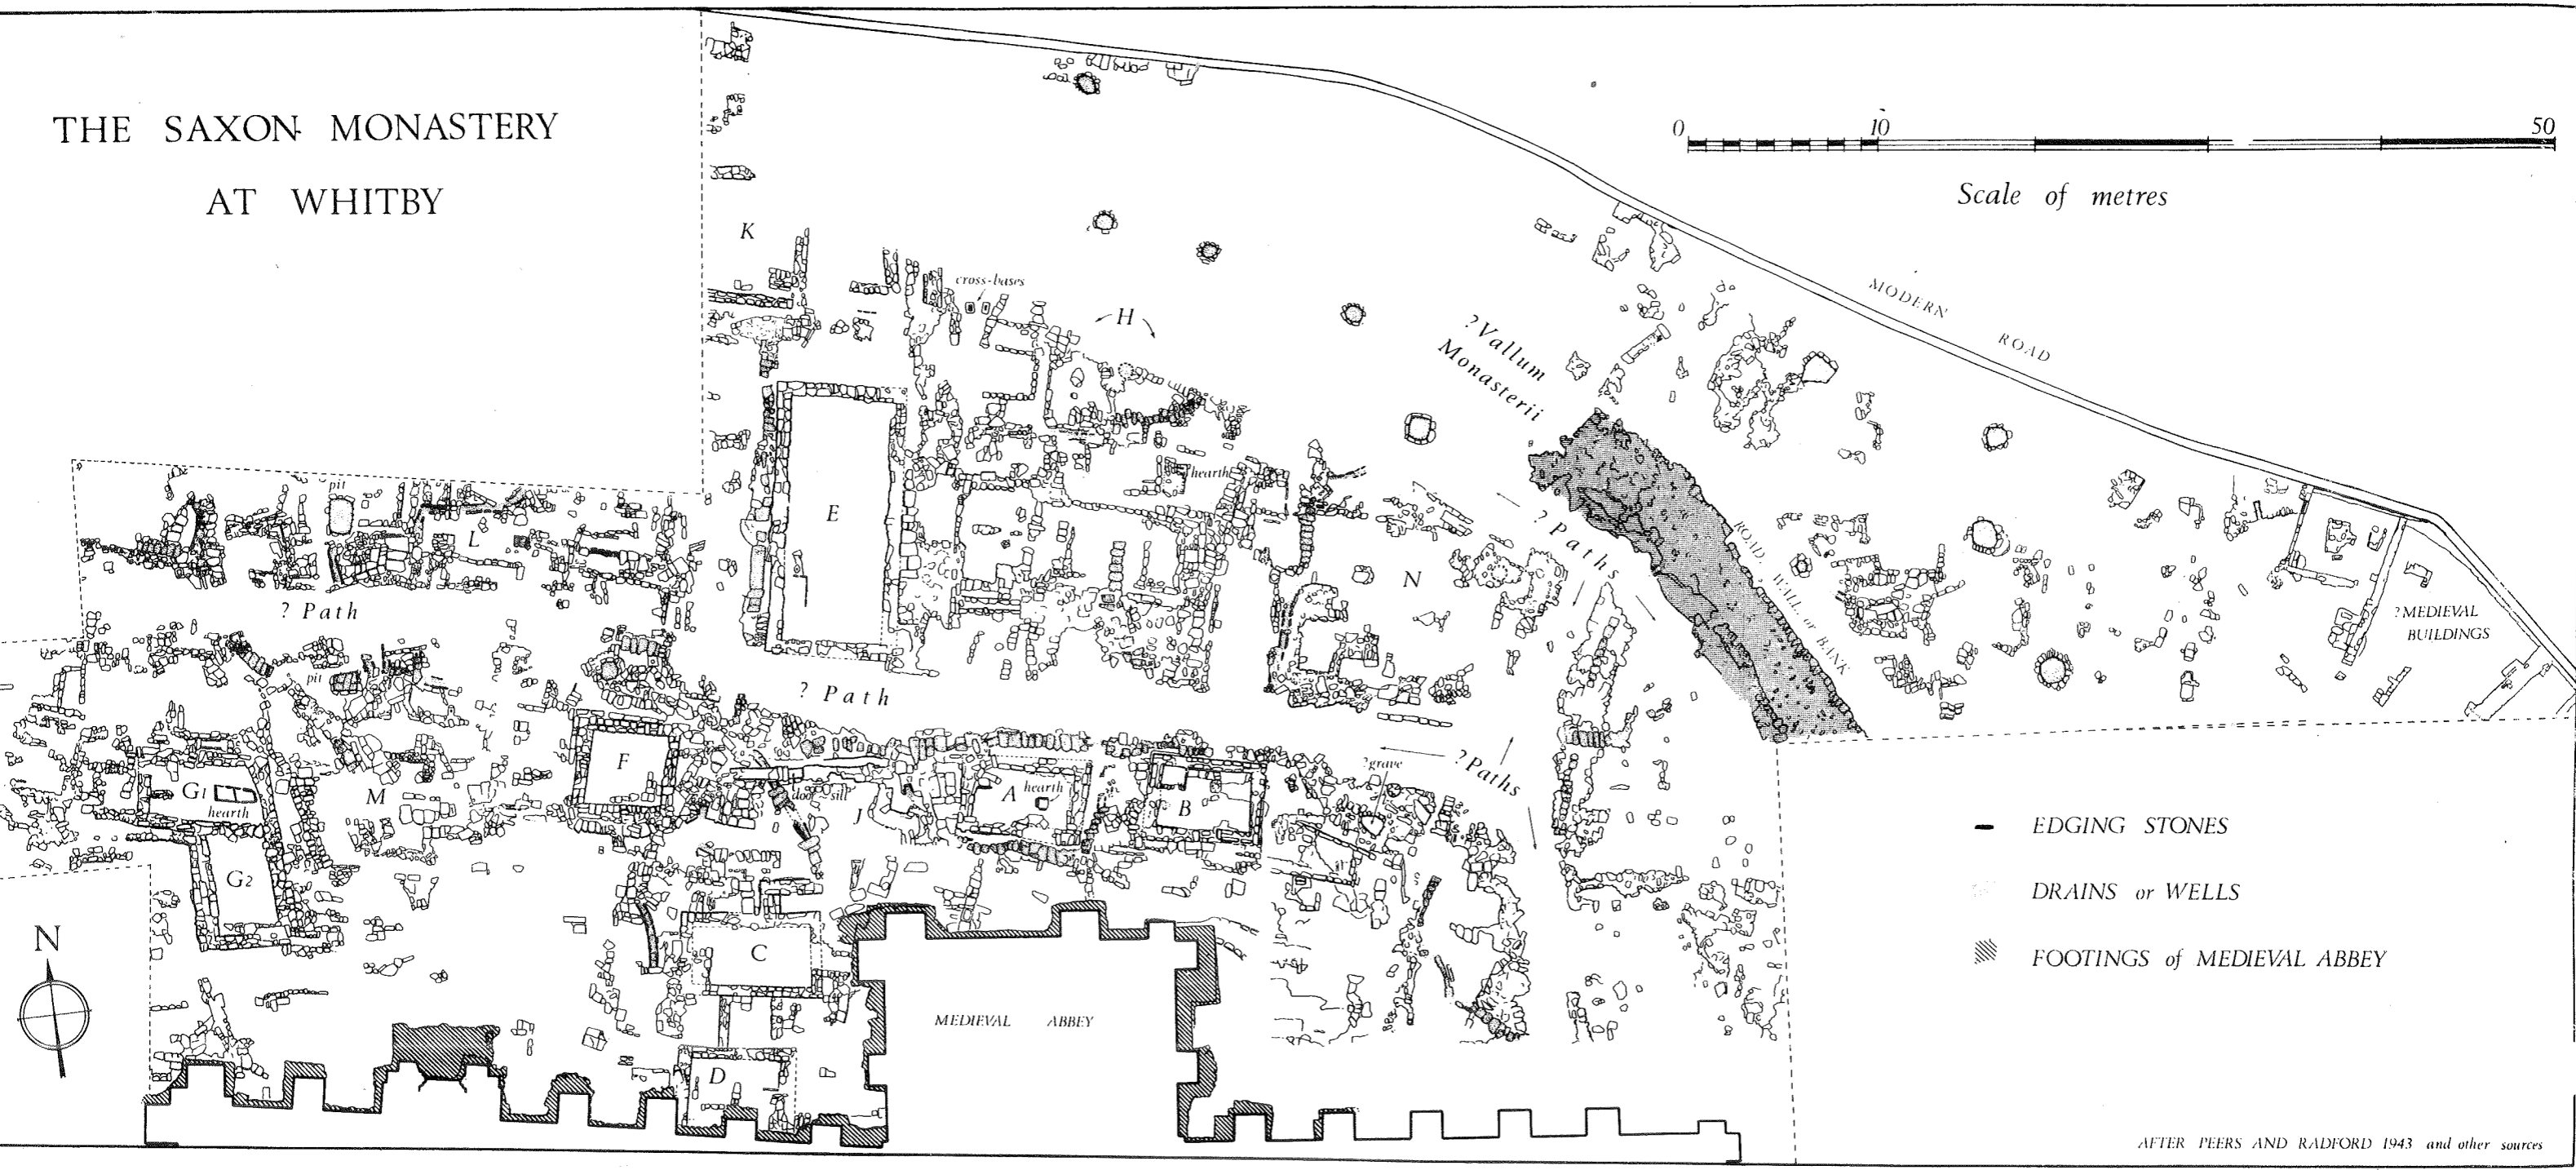 THE SAXON MONASTERY
AT WHITBY
0 10 50
Scale of metres
K
cross-bases
H
?Vallum
Monasterii
MODERN ROAD
E
hearth
pit
L
? Paths
N
ROAD, WALL, or BANK
? Path
?MEDIEVAL
BUILDINGS
pit
? Path
F
?Paths
?grave
G1
hearth
M
door sill
J
A
hearth
B
EDGING STONES
G2
DRAINS or WELLS
N
C
FOOTINGS of MEDIEVAL ABBEY
MEDIEVAL ABBEY
D
AFTER PEERS AND RADFORD 1943 and other sources